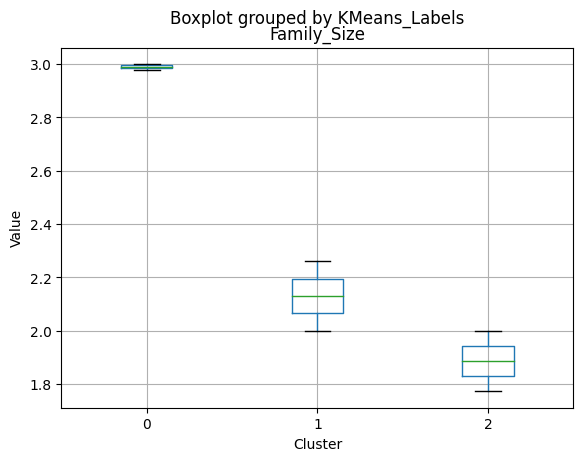 Boxplot grouped by KMeans_Labels
Family_Size
3.0
2.8
2.6
2.4
2.2
2.0
1.8
Value
0 1 2
Cluster